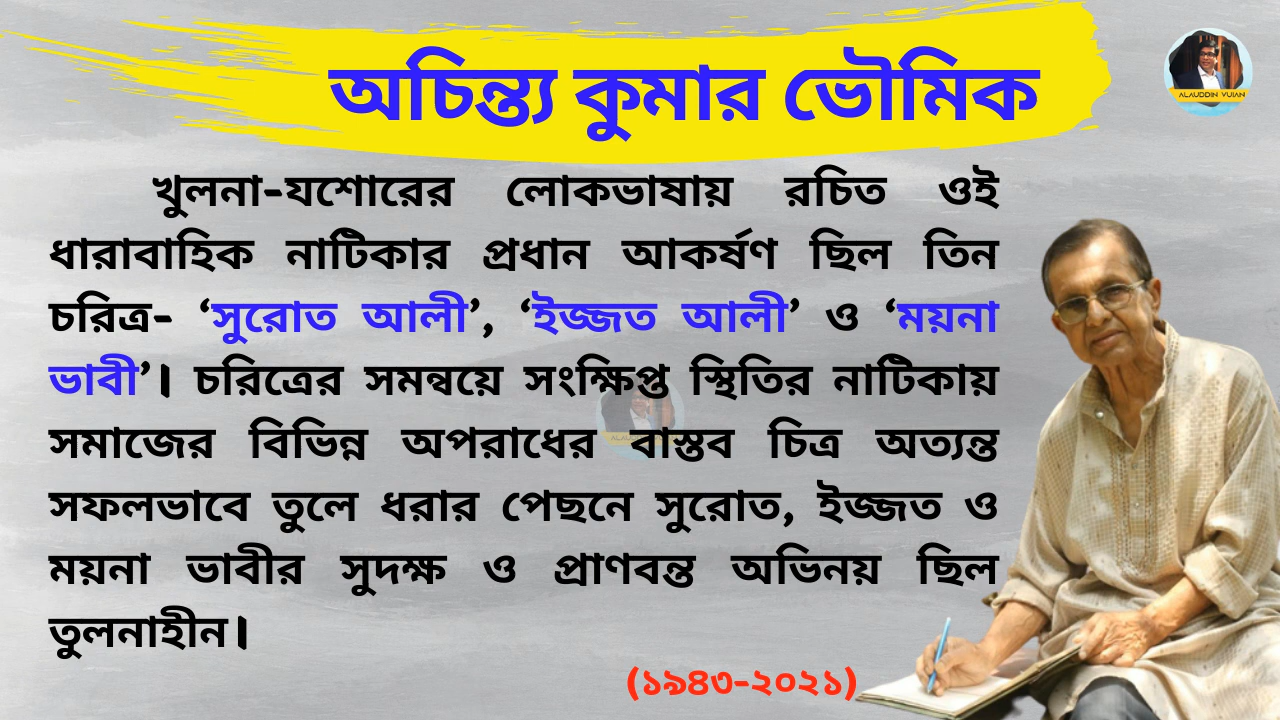 অচিন্ত্য কুমার ভৌমিক
ALAUDDIN VUIAN
খুলনা-যশোরের লোকভাষায় রচিত ওই
ধারাবাহিক নাটিকার প্রধান আকর্ষণ ছিল তিন
চরিত্র- ‘সুরোত আলী’, ‘ইজ্জত আলী’ ও ‘ময়না
ভাবী’। চরিত্রের সমন্বয়ে সংক্ষিপ্ত স্থিতির নাটিকায়
সমাজের বিভিন্ন অপরাধের বাস্তব চিত্র অত্যন্ত
সফলভাবে তুলে ধরার পেছনে সুরোত, ইজ্জত ও
ময়না ভাবীর সুদক্ষ ও প্রাণবন্ত অভিনয় ছিল
তুলনাহীন।
(১৯৪৩-২০২১)